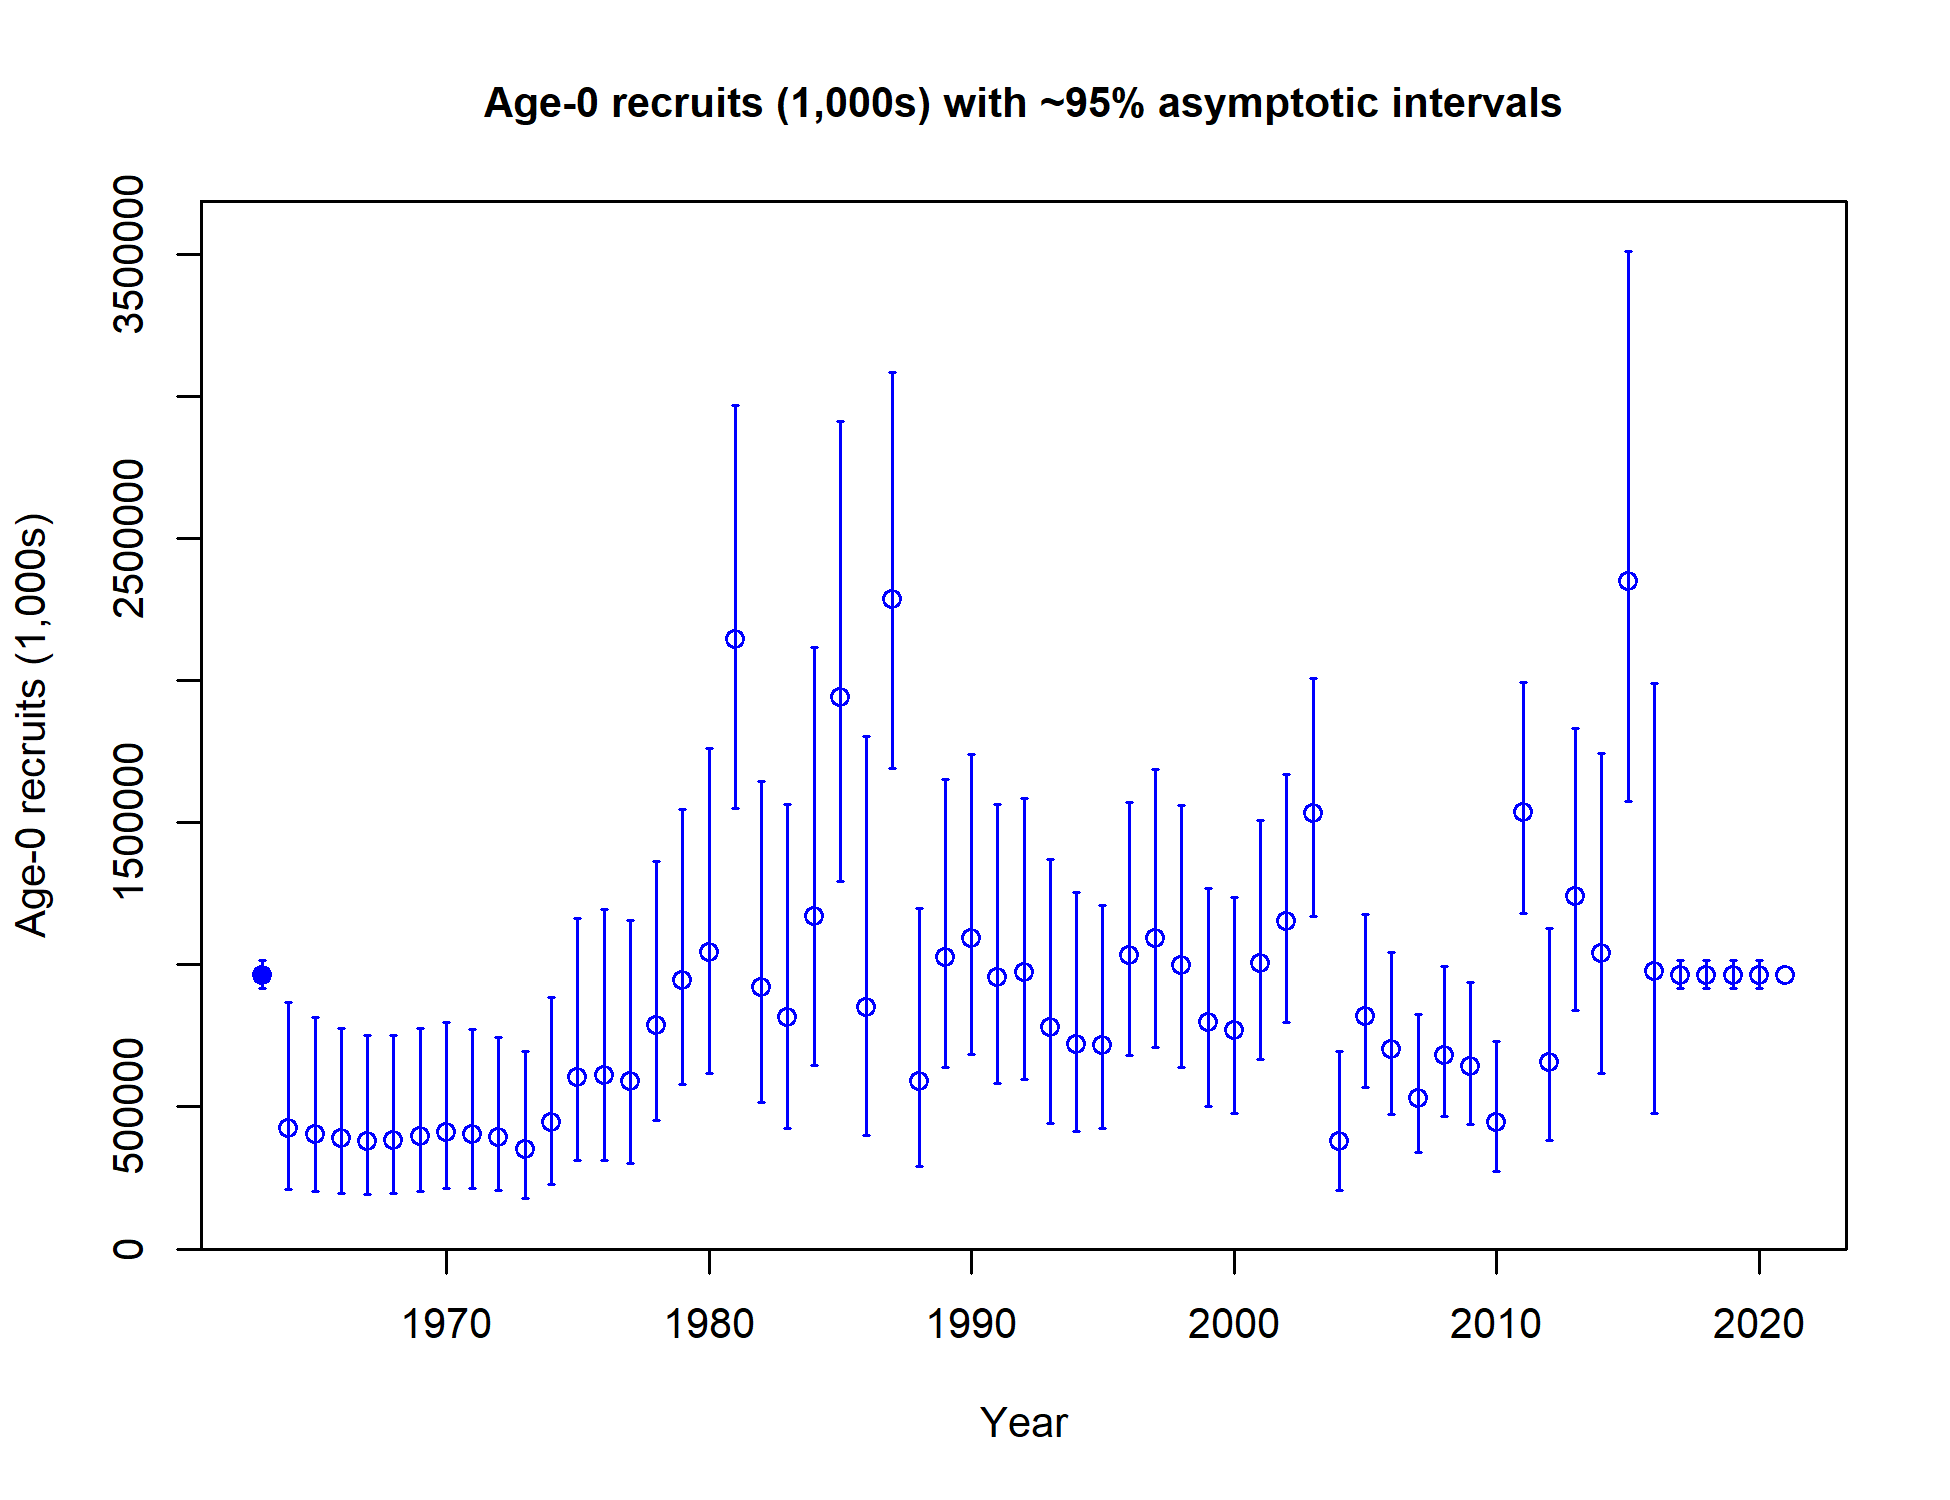 Age-0 recruits (1,000s) with ~95% asymptotic intervals
Age-0 recruits (1,000s)
3500000
2500000
1500000
500000
0
1970 1980 1990 2000 2010 2020
Year